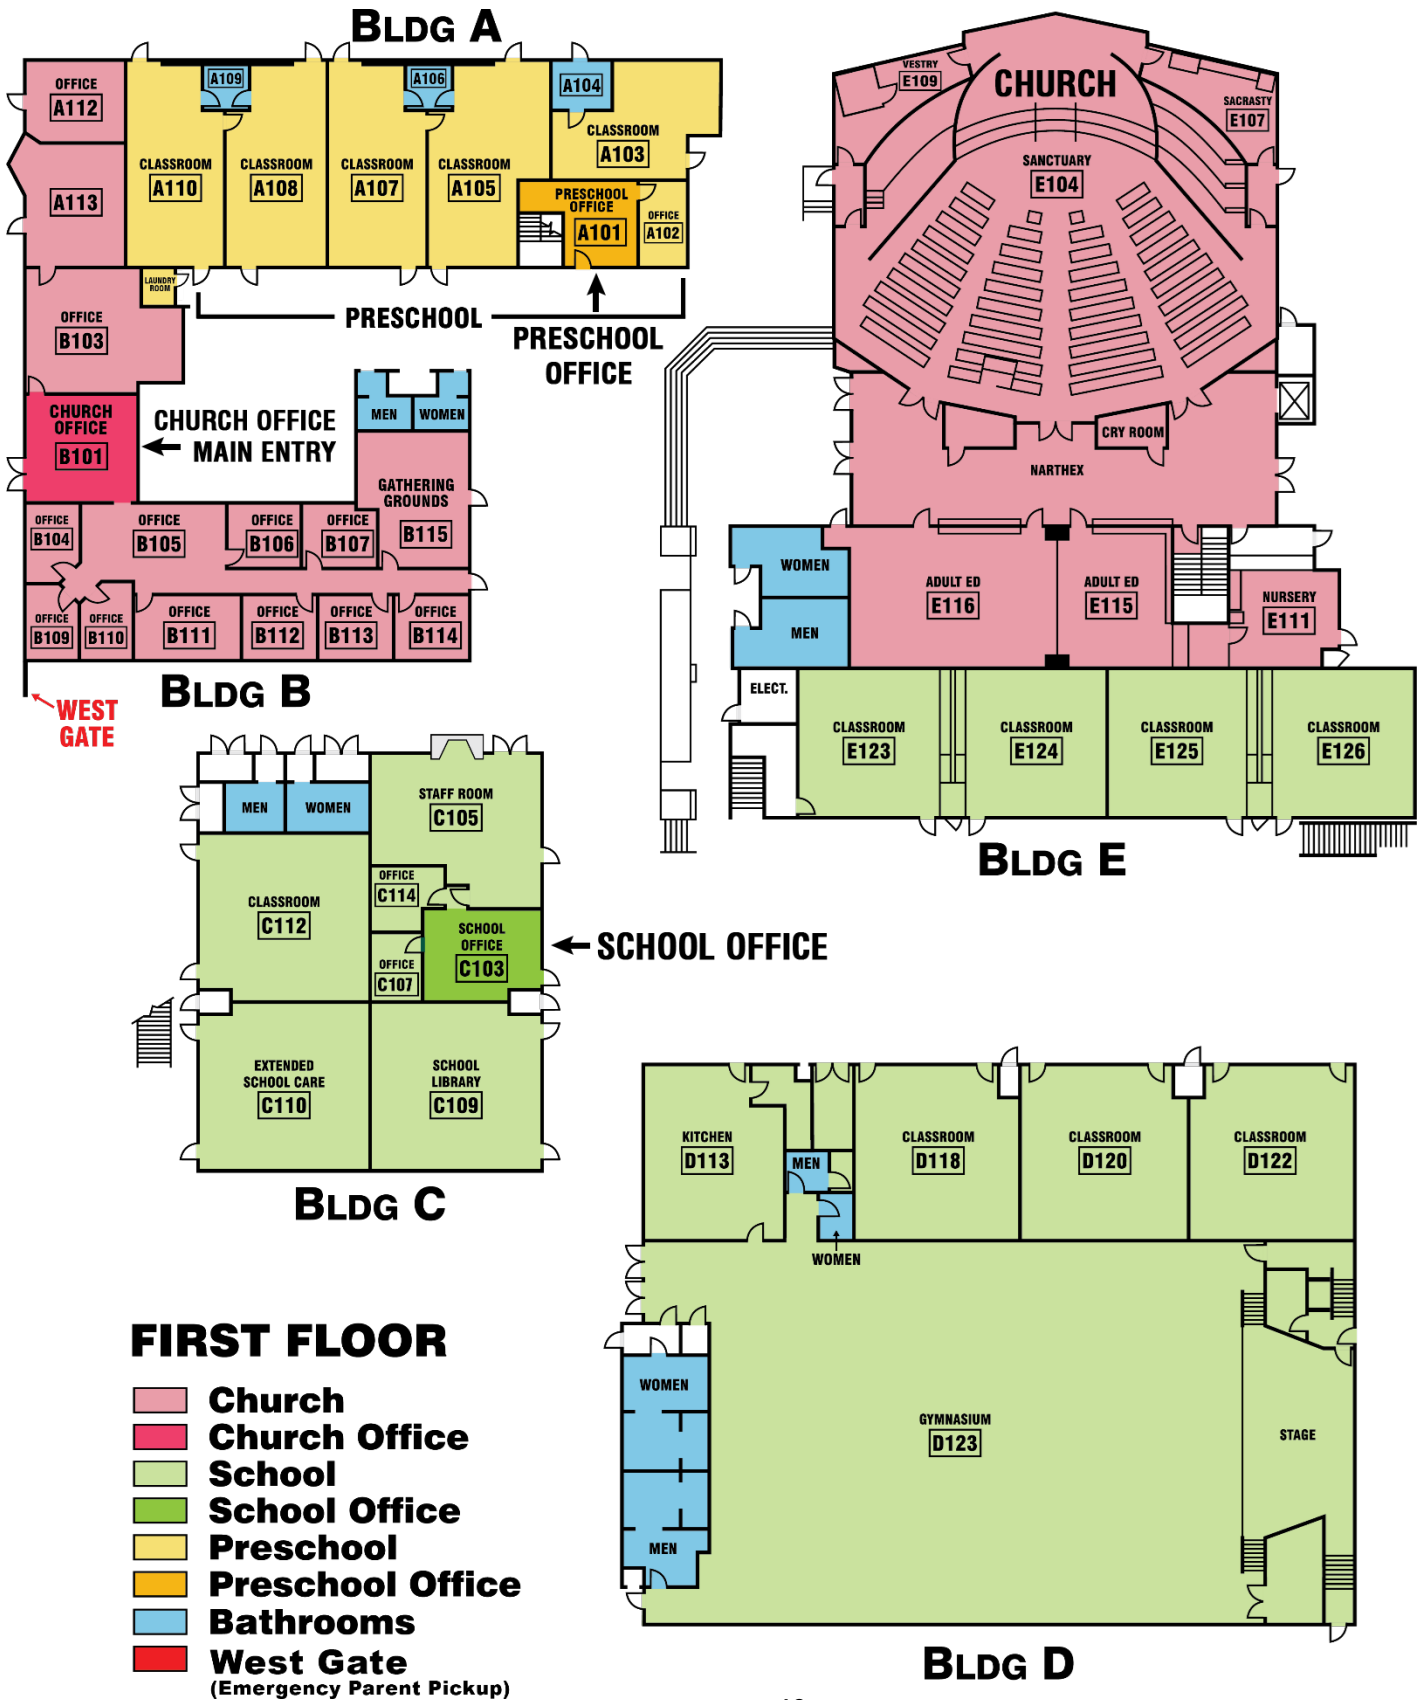 BLDG A
OFFICE
A112
A113
A109
A106
A104
CLASSROOM
A110
CLASSROOM
A108
CLASSROOM
A107
CLASSROOM
A105
CLASSROOM
A103
PRESCHOOL
OFFICE
A101
OFFICE
A102
LAUNDRY
ROOM
PRESCHOOL
PRESCHOOL
OFFICE
OFFICE
B103
CHURCH
OFFICE
B101
CHURCH OFFICE
MAIN ENTRY
MEN
WOMEN
GATHERING
GROUNDS
B115
OFFICE
B104
OFFICE
B105
OFFICE
B106
OFFICE
B107
OFFICE
B109
OFFICE
B110
OFFICE
B111
OFFICE
B112
OFFICE
B113
OFFICE
B114
BLDG B
WEST
GATE
VESTRY
E109
CHURCH
SACRASTY
E107
SANCTUARY
E104
CRY ROOM
NARTHEX
WOMEN
MEN
ADULT ED
E116
ADULT ED
E115
NURSERY
E111
ELECT.
CLASSROOM
E123
CLASSROOM
E124
CLASSROOM
E125
CLASSROOM
E126
BLDG E
MEN
WOMEN
STAFF ROOM
C105
OFFICE
C114
CLASSROOM
C112
SCHOOL
OFFICE
C103
OFFICE
C107
SCHOOL OFFICE
EXTENDED
SCHOOL CARE
C110
SCHOOL
LIBRARY
C109
BLDG C
KITCHEN
D113
MEN
WOMEN
CLASSROOM
D118
CLASSROOM
D120
CLASSROOM
D122
WOMEN
MEN
GYMNASIUM
D123
STAGE
BLDG D
FIRST FLOOR
Church
Church Office
School
School Office
Preschool
Preschool Office
Bathrooms
West Gate
(Emergency Parent Pickup)